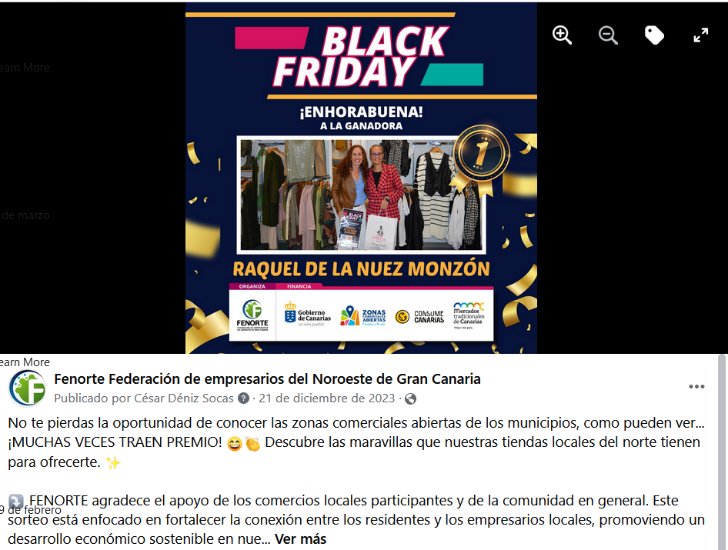 BLACK
FRIDAY
¡ENHORABUENA!
A LA GANADORA
1
BLACK
RAQUEL DE LA NUEZ MONZÓN
ORGANIZA
FINANCIA
FENORTE
Gobierno
de Canarias
ZONAS
COMERCIALES
ABIERTAS
CONSUME
CANARIAS
Mercados
tradicionales
de Canarias
earn More
de marzo
earn More
Fenorte Federación de empresarios del Noroeste de Gran Canaria
Publicado por César Déniz Socas · 21 de diciembre de 2023 ·
No te pierdas la oportunidad de conocer las zonas comerciales abiertas de los municipios, como pueden ver...
¡MUCHAS VECES TRAEN PREMIO! 😄👏 Descubre las maravillas que nuestras tiendas locales del norte tienen
para ofrecerte. ✨
⤵️ FENORTE agradece el apoyo de los comercios locales participantes y de la comunidad en general. Este
9 de febrero
sorteo está enfocado en fortalecer la conexión entre los residentes y los empresarios locales, promoviendo un
desarrollo económico sostenible en nue... Ver más